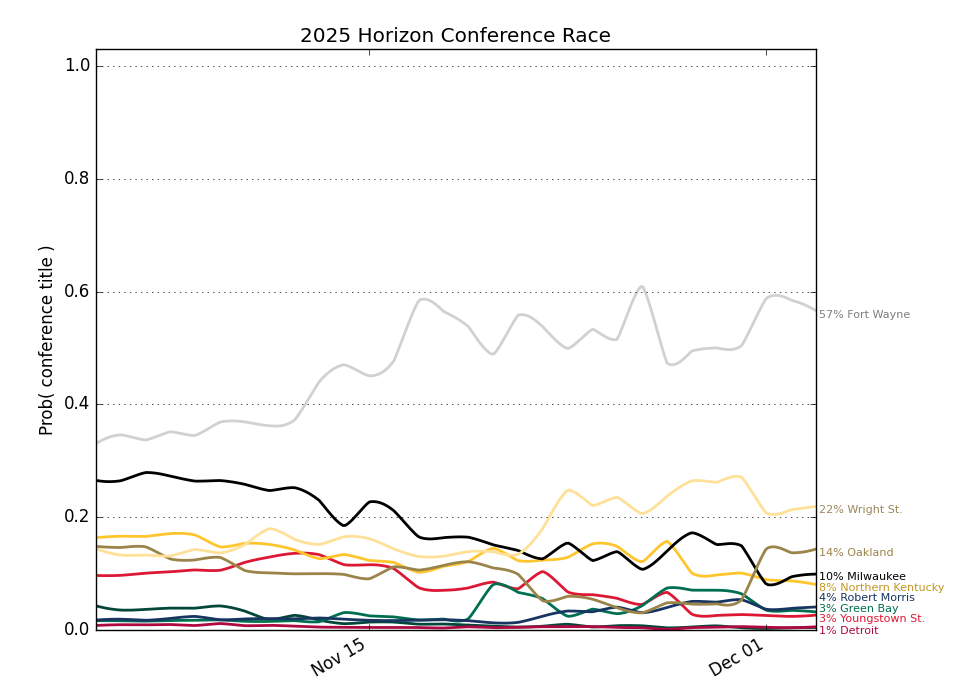 2025 Horizon Conference Race
Prob( conference title )
1.0
0.8
0.6
0.4
0.2
0.0
Nov 15
Dec 01
57% Fort Wayne
22% Wright St.
14% Oakland
10% Milwaukee
8% Northern Kentucky
4% Robert Morris
3% Green Bay
3% Youngstown St.
1% Detroit